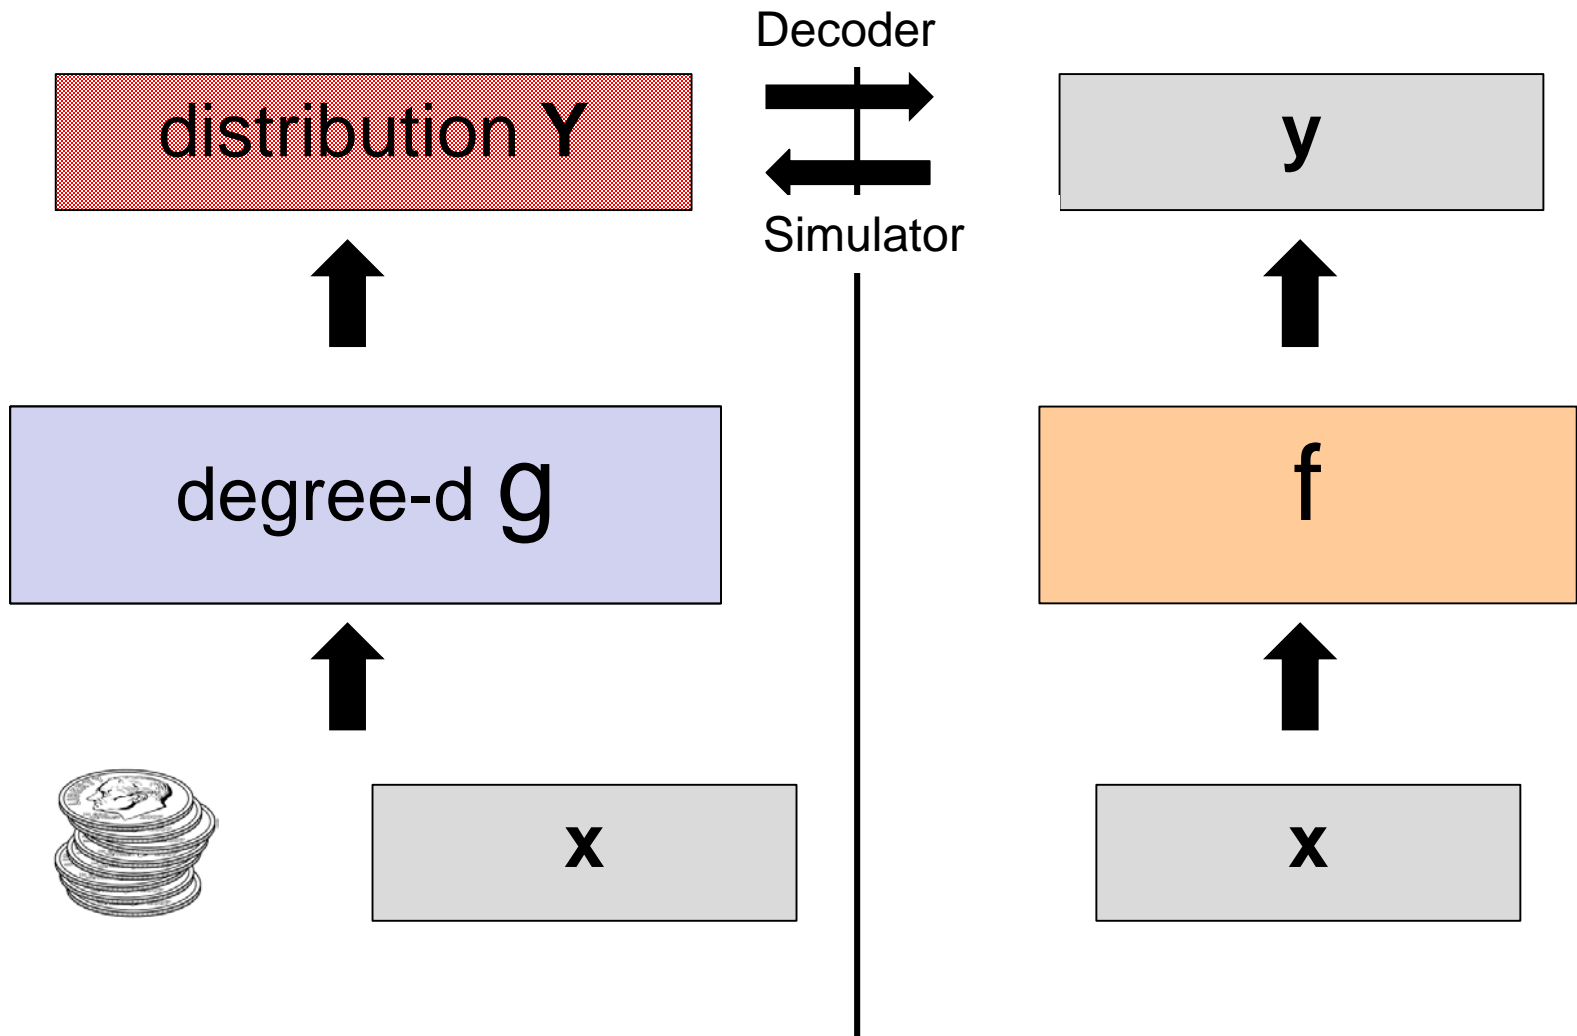 Decoder
distribution Y
y
Simulator
degree-d g
f
x
x